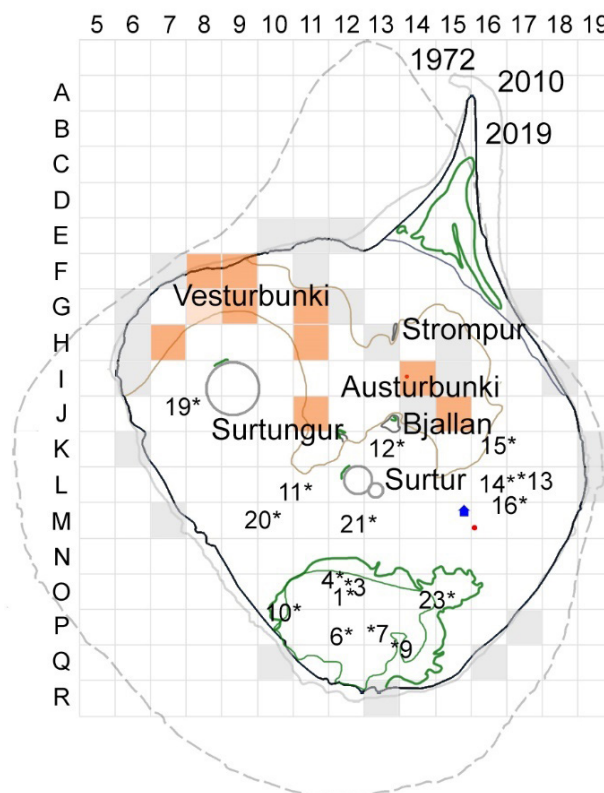 5 6 7 8 9 10 11 12 13 14 15 16 17 18 19
1972
2010
A
B
2019
C
D
E
F
Vesturbunki
G
Strompur
H
I
Austurbunki
J
19*
Surtungur
Bjallan
12*
15*
K
L
11*
Surtur
14**13
16*
M
20*
21*
N
4*
*3
O
1*
23*
10*
P
6*
*7
*9
Q
R